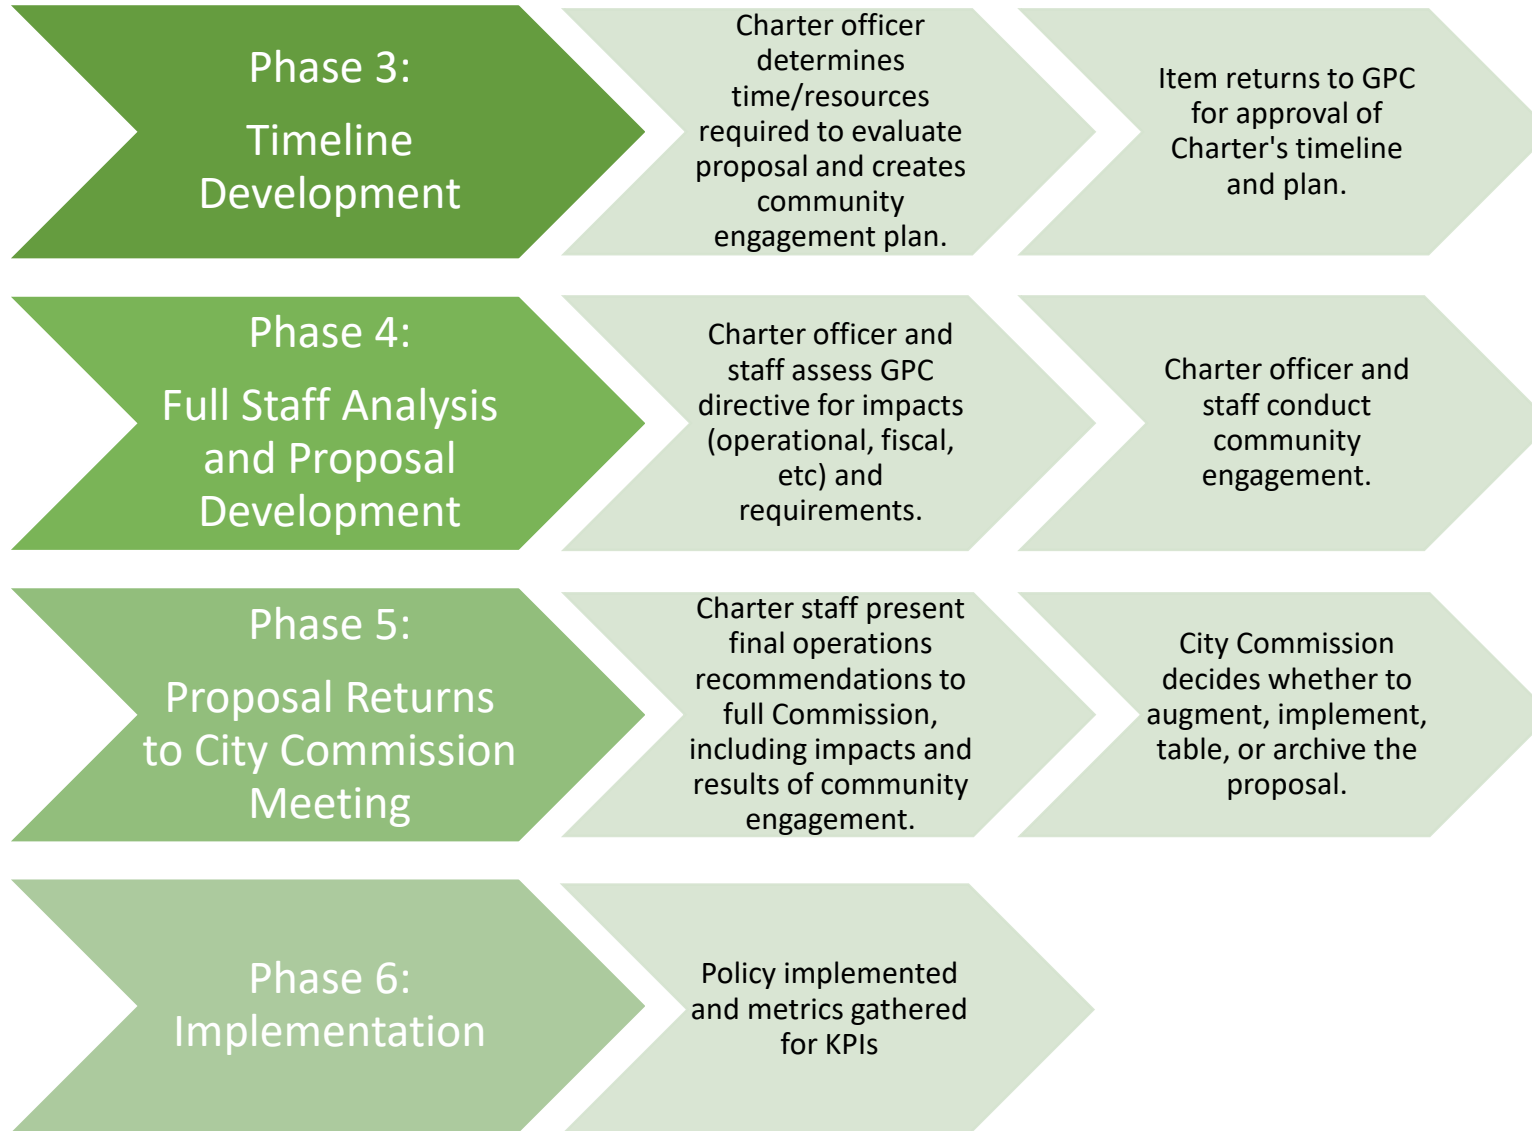 Phase 3:
Timeline
Development
Charter officer
determines
time/resources
required to evaluate
proposal and creates
community
engagement plan.
Item returns to GPC
for approval of
Charter's timeline
and plan.
Phase 4:
Full Staff Analysis
and Proposal
Development
Charter officer and
staff assess GPC
directive for impacts
(operational, fiscal,
etc) and
requirements.
Charter officer and
staff conduct
community
engagement.
Phase 5:
Proposal Returns
to City Commission
Meeting
Charter staff present
final operations
recommendations to
full Commission,
including impacts and
results of community
engagement.
City Commission
decides whether to
augment, implement,
table, or archive the
proposal.
Phase 6:
Implementation
Policy implemented
and metrics gathered
for KPIs